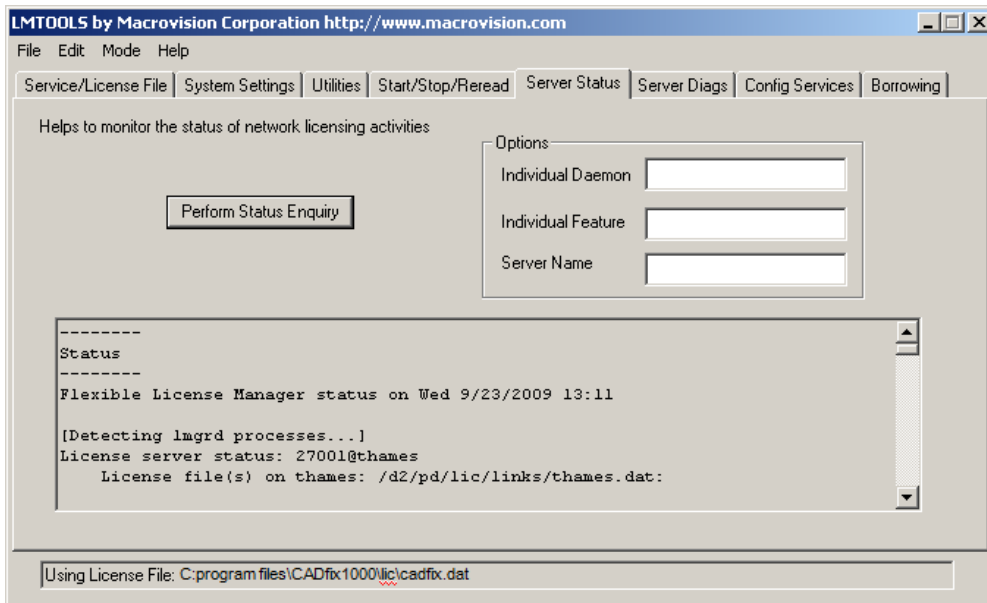 LMTOOLS by Macrovision Corporation http://www.macrovision.com
File Edit Mode Help
Service/License File System Settings Utilities Start/Stop/Reread Server Status Server Diags Config Services Borrowing
Helps to monitor the status of network licensing activities
Options
Individual Daemon
Perform Status Enquiry
Individual Feature
Server Name
--------
Status
--------
Flexible License Manager status on Wed 9/23/2009 13:11
[Detecting lmgrd processes...]
License server status: 27001@thames
License file(s) on thames: /d2/pd/lic/links/thames.dat:
Using License File: C:program files\CADfix1000\lic\cadfix.dat